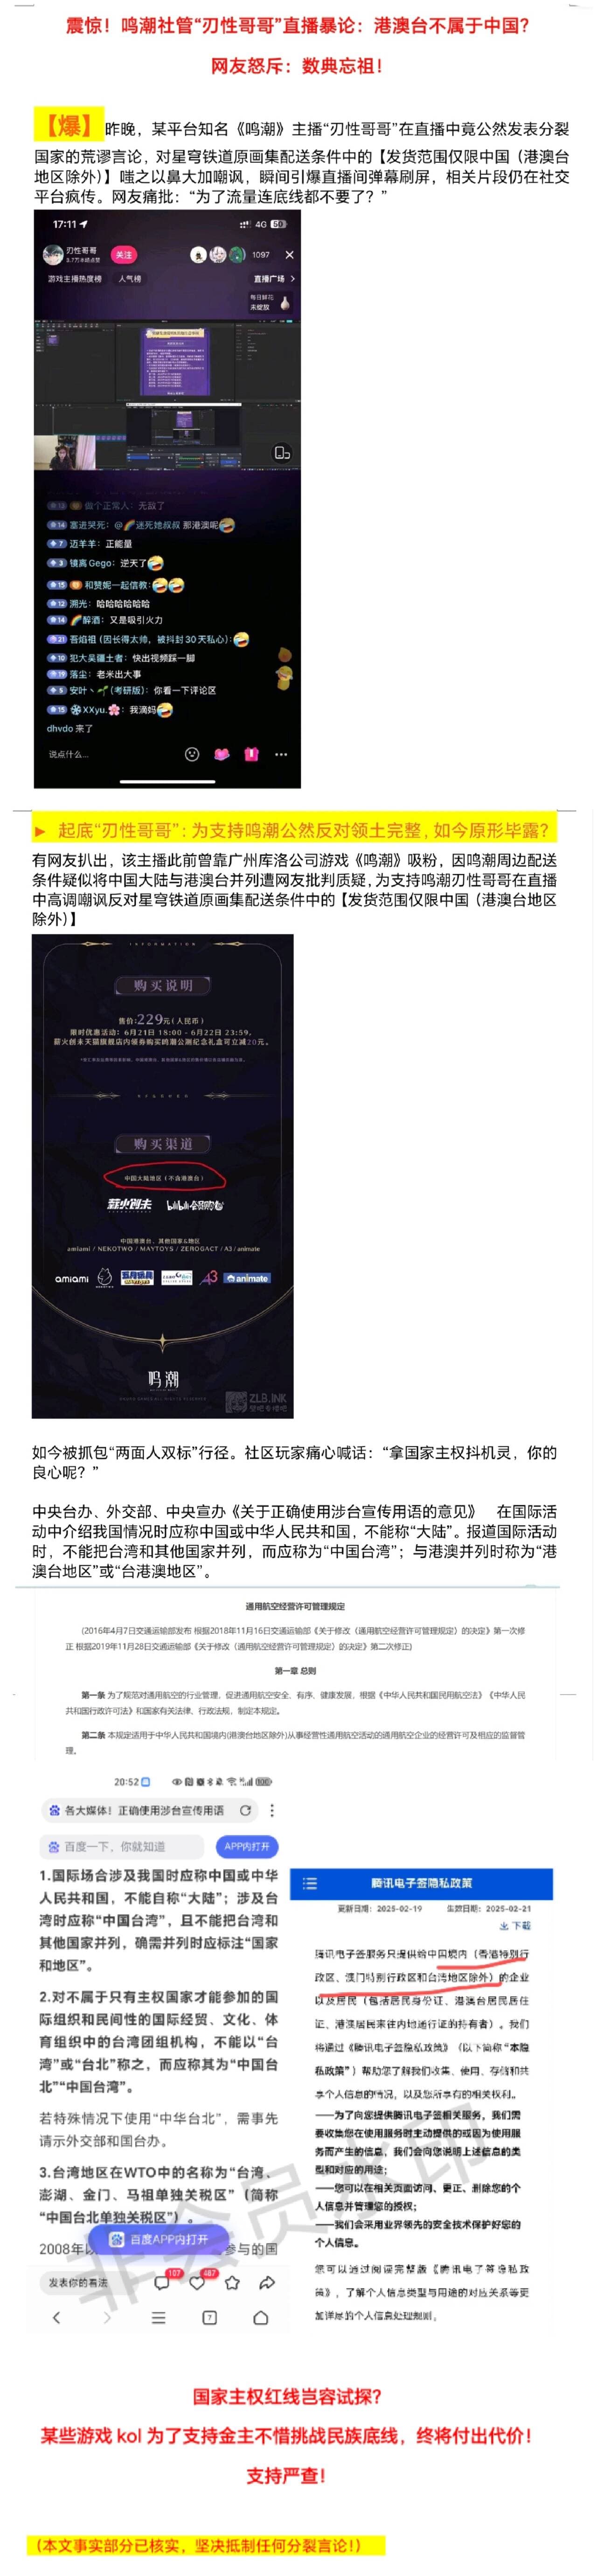 震惊！鸣潮社管“刃性哥哥”直播暴论：港澳台不属于中国？
网友怒斥：数典忘祖！
【爆】昨晚，某平台知名《鸣潮》主播“刃性哥哥”在直播中竟公然发表分裂
国家的荒谬言论，对星穹铁道原画集配送条件中的【发货范围仅限中国（港澳台
地区除外）】嗤之以鼻大加嘲讽，瞬间引爆直播间弹幕刷屏，相关片段仍在社交
平台疯传。网友痛批：“为了流量连底线都不要了？”
17:11
4G 50
刃性哥哥
关注
1097
游戏主播热度榜
人气榜
直播广场
每日鲜花
未绽放
做个正常人：无敌了
14 塞进哭死：@🌈迷死她叔叔 那港澳呢
7 迈羊羊：正能量
3 镜离Gego：逆天了
15 和赞妮一起信教：
12 溯光：哈哈哈哈哈哈
14 🌈醉酒：又是吸引火力
21 吾焰祖（因长得太帅，被抖封30天私心）：
10 犯大吴疆土者：快出视频踩一脚
19 落尘：老米出大事
5 安叶丶（考研版）：你看一下评论区
15 XXyu.：我滴妈
dhvdo 来了
说点什么...
▶ 起底“刃性哥哥”：为支持鸣潮公然反对领土完整，如今原形毕露？
有网友扒出，该主播此前曾靠广州库洛公司游戏《鸣潮》吸粉，因鸣潮周边配送
条件疑似将中国大陆与港澳台并列遭网友批判质疑，为支持鸣潮刃性哥哥在直播
中高调嘲讽反对星穹铁道原画集配送条件中的【发货范围仅限中国（港澳台地区
除外）】
INFORMATION
购买说明
售价:229元（人民币）
限时优惠活动：6月21日 18:00 - 6月22日 23:59，
薪火创未天猫旗舰店内领券购买鸣潮公测纪念礼盒可立减20元。
购买渠道
中国大陆地区（不含港澳台）
薪火创未 bilibili会员购
中国港澳台、其他国家&地区
amiami / NEKOTWO / MAYTOYS / ZEROGACT / A3 / animate
amiami
A3
animate
鸣潮
ZLB.INK
如今被抓包“两面人双标”行径。社区玩家痛心喊话：“拿国家主权抖机灵，你的
良心呢？”
中央台办、外交部、中央宣办《关于正确使用涉台宣传用语的意见》 在国际活
动中介绍我国情况时应称中国或中华人民共和国，不能称“大陆”。报道国际活动
时，不能把台湾和其他国家并列，而应称为“中国台湾”；与港澳并列时称为“港
澳台地区”或“台港澳地区”。
通用航空经营许可管理规定
（2016年4月7日交通运输部发布 根据2018年11月16日交通运输部《关于修改〈通用航空经营许可管理规定〉的决定》第一次修
正 根据2019年11月28日交通运输部《关于修改〈通用航空经营许可管理规定〉的决定》第二次修正）
第一章 总则
第一条 为了规范对通用航空的行业管理，促进通用航空安全、有序、健康发展，根据《中华人民共和国民用航空法》《中华人民
共和国行政许可法》和国家有关法律、行政法规，制定本规定。
第二条 本规定适用于中华人民共和国境内(港澳台地区除外)从事经营性通用航空活动的通用航空企业的经营许可及相应的监督管
理。
20:52
各大媒体！正确使用涉台宣传用语
百度一下，你就知道
APP内打开
1.国际场合涉及我国时应称中国或中华
人民共和国，不能自称“大陆”；涉及台
湾时应称“中国台湾”，且不能把台湾和
其他国家并列，确需并列时应标注“国家
和地区”。
2.对不属于只有主权国家才能参加的国
际组织和民间性的国际经贸、文化、体
育组织中的台湾团组机构，不能以“台
湾”或“台北”称之，而应称其为“中国台
北”“中国台湾”。
若特殊情况下使用“中华台北”，需事先
请示外交部和国台办。
3.台湾地区在WTO中的名称为“台湾、
澎湖、金门、马祖单独关税区”（简称
“中国台北单独关税区”）。
2008年以
参与的国
百度APP内打开
发表你的看法
107
487
7
腾讯电子签隐私政策
更新日期：2025-02-19 生效日期：2025-02-21
下载
腾讯电子签服务只提供给中国境内（香港特别行
政区、澳门特别行政区和台湾地区除外）的企业
以及居民（包括居民身份证、港澳台居民居住
证、港澳居民来往内地通行证的持有者）。我们
将通过《腾讯电子签隐私政策》（以下简称“本隐
私政策”）帮助您了解我们收集、使用、存储和共
享个人信息的情况，以及您所享有的相关权利。
——为了向您提供腾讯电子签相关服务，我们需
要收集您在使用服务时主动提供的或因为使用服
务而产生的信息，我们会向您说明上述信息的类
型和对应的用途；
——您可以在相关页面访问、更正、删除您的个
人信息并管理您的授权；
——我们会采用业界领先的安全技术保护好您的
个人信息。
您可以通过阅读完整版《腾讯电子签隐私政
策》，了解个人信息类型与用途的对应关系等更
加详尽的个人信息处理规则。
非会员水印
国家主权红线岂容试探？
某些游戏 kol 为了支持金主不惜挑战民族底线，终将付出代价！
支持严查！
（本文事实部分已核实，坚决抵制任何分裂言论！）